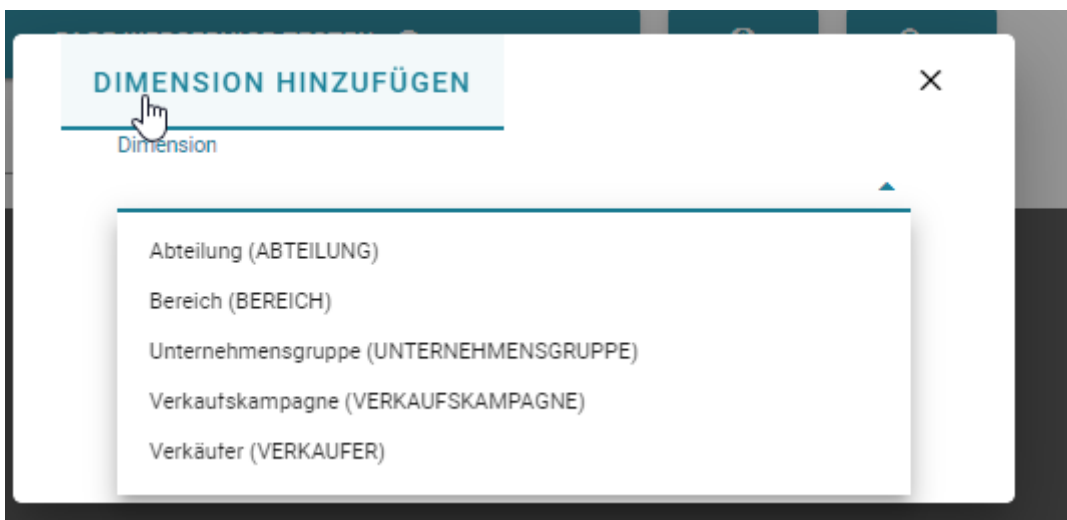 DIMENSION HINZUFÜGEN
Dimension
Abteilung (ABTEILUNG)
Bereich (BEREICH)
Unternehmensgruppe (UNTERNEHMENSGRUPPE)
Verkaufskampagne (VERKAUFSKAMPAGNE)
Verkäufer (VERKAUFER)